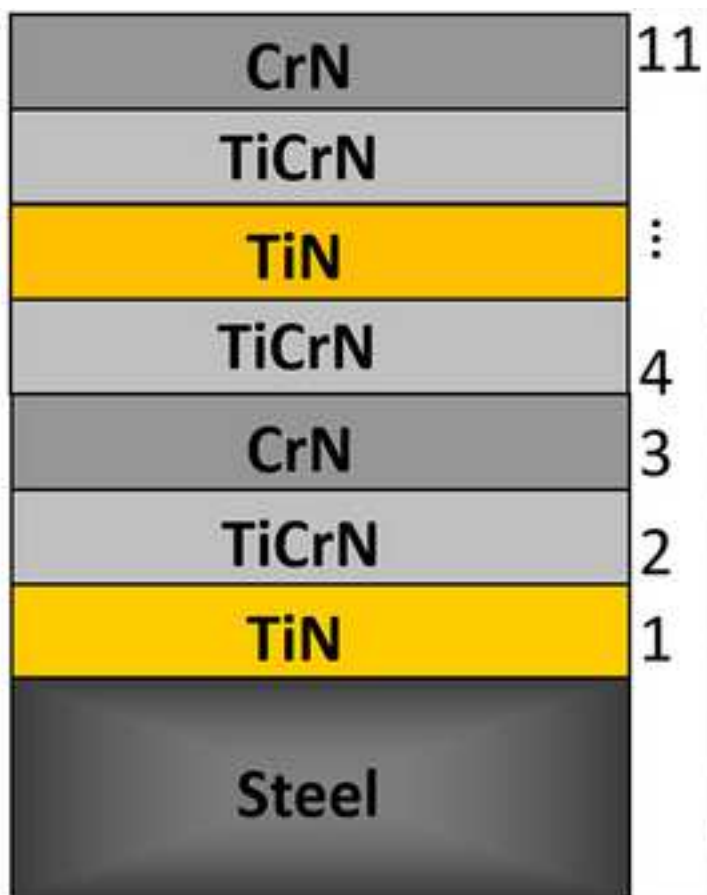 CrN 11
TiCrN
TiN ⋮
TiCrN 4
CrN 3
TiCrN 2
TiN 1
Steel